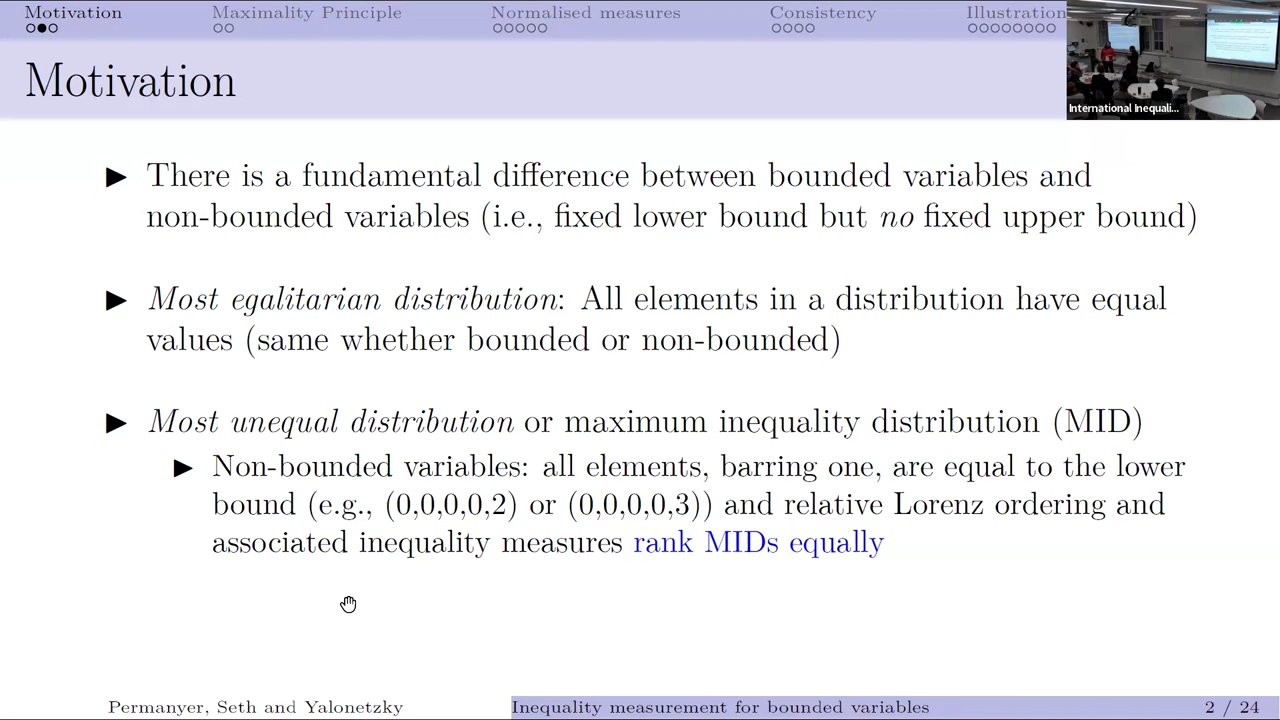 Motivation Maximality Principle Normalised measures Consistency Illustration
Motivation
International Inequali...
▶ There is a fundamental difference between bounded variables and
non-bounded variables (i.e., fixed lower bound but no fixed upper bound)
▶ Most egalitarian distribution: All elements in a distribution have equal
values (same whether bounded or non-bounded)
▶ Most unequal distribution or maximum inequality distribution (MID)
▶ Non-bounded variables: all elements, barring one, are equal to the lower
bound (e.g., (0,0,0,0,2) or (0,0,0,0,3)) and relative Lorenz ordering and
associated inequality measures rank MIDs equally
Permanyer, Seth and Yalonetzky Inequality measurement for bounded variables 2 / 24